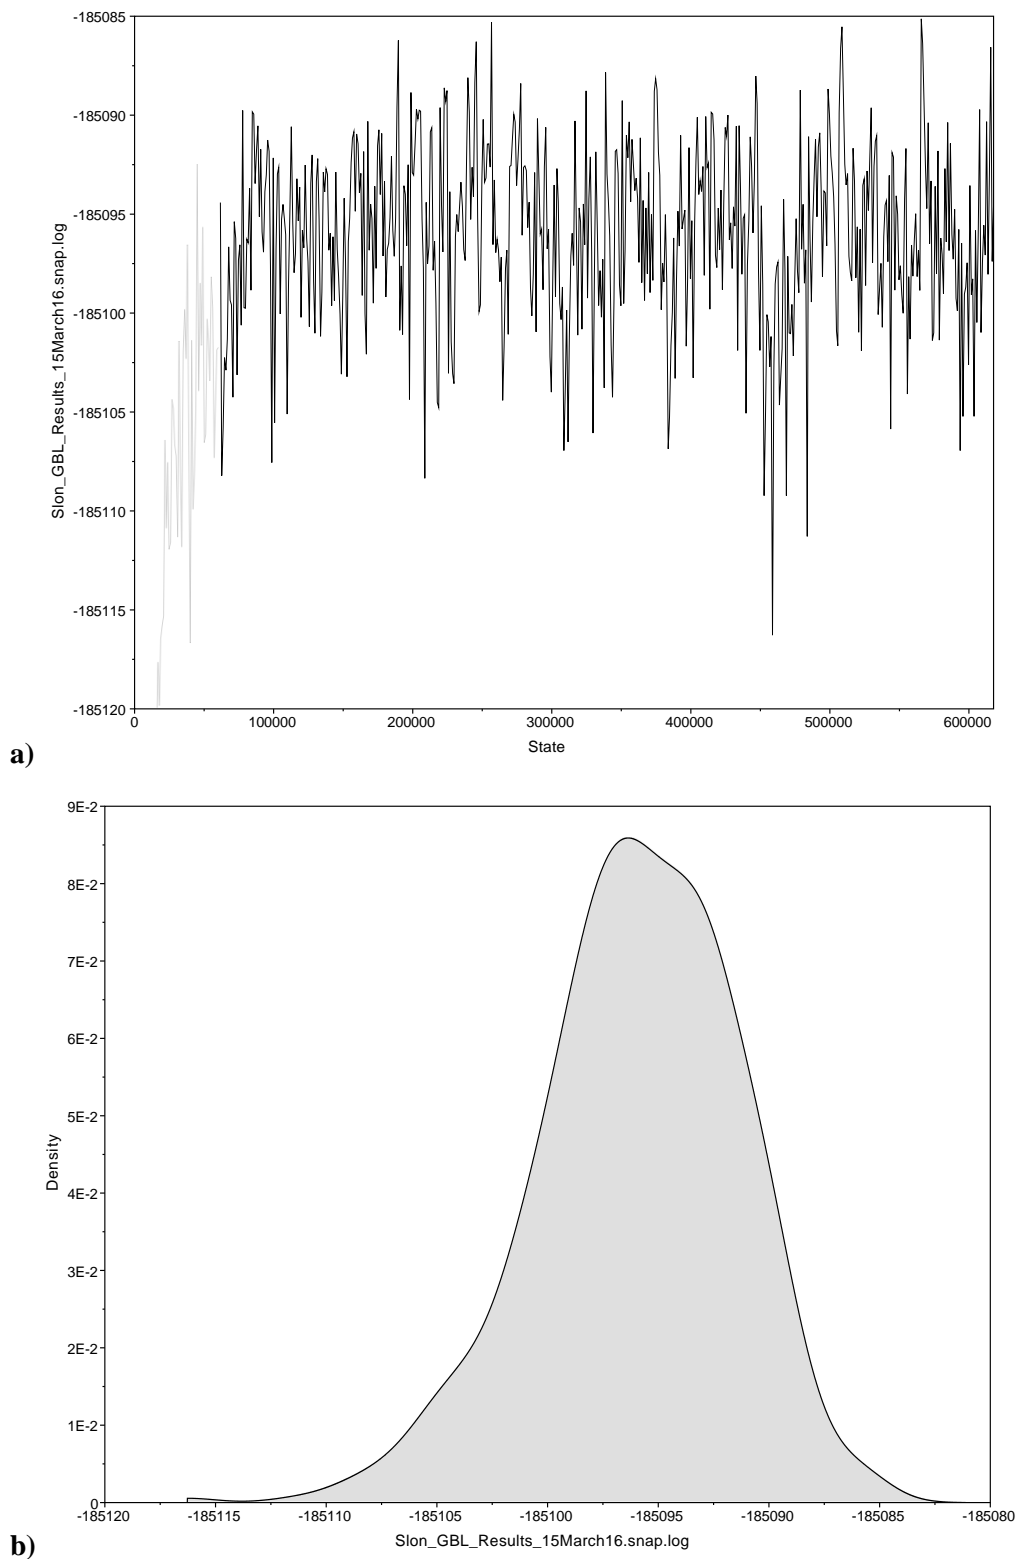 -185085
-185090
-185095
-185100
-185105
-185110
-185115
-185120
Slon_GBL_Results_15March16.snap.log
0 100000 200000 300000 400000 500000 600000
State
a)
9E-2
8E-2
7E-2
6E-2
5E-2
4E-2
3E-2
2E-2
1E-2
0
Density
-185120 -185115 -185110 -185105 -185100 -185095 -185090 -185085 -185080
Slon_GBL_Results_15March16.snap.log
b)